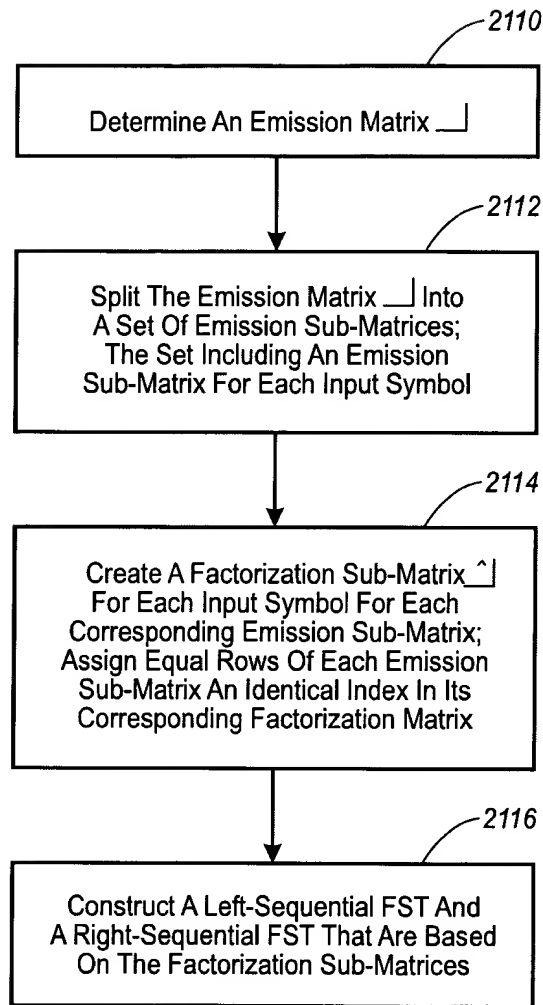 2110
Determine An Emission Matrix __|
2112
Split The Emission Matrix __| Into
A Set Of Emission Sub-Matrices;
The Set Including An Emission
Sub-Matrix For Each Input Symbol
2114
Create A Factorization Sub-Matrix _^|
For Each Input Symbol For Each
Corresponding Emission Sub-Matrix;
Assign Equal Rows Of Each Emission
Sub-Matrix An Identical Index In Its
Corresponding Factorization Matrix
2116
Construct A Left-Sequential FST And
A Right-Sequential FST That Are Based
On The Factorization Sub-Matrices